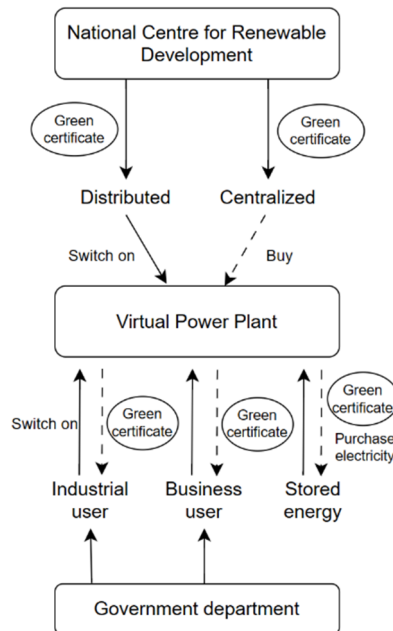 National Centre for Renewable
Development
Green
certificate
Green
certificate
Distributed
Centralized
Switch on
Buy
Virtual Power Plant
Switch on
Green
certificate
Green
certificate
Green
certificate
Purchase
electricity
Industrial
user
Business
user
Stored
energy
Government department